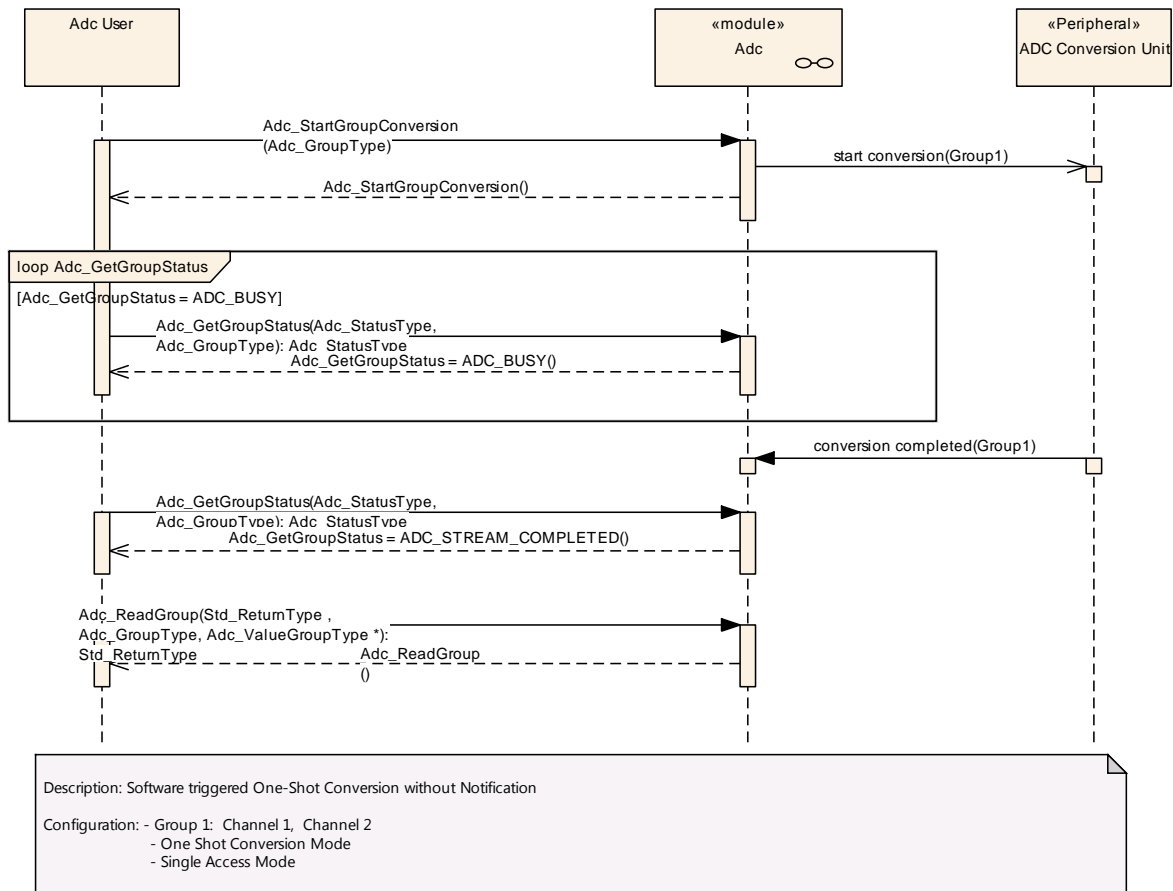 Adc User
«module»
Adc
«Peripheral»
ADC Conversion Unit
Adc_StartGroupConversion
(Adc_GroupType)
start conversion(Group1)
Adc_StartGroupConversion()
loop Adc_GetGroupStatus
[Adc_GetGroupStatus = ADC_BUSY]
Adc_GetGroupStatus(Adc_StatusType,
Adc_GroupType): Adc_StatusType
Adc_GetGroupStatus = ADC_BUSY()
conversion completed(Group1)
Adc_GetGroupStatus(Adc_StatusType,
Adc_GroupType): Adc_StatusType
Adc_GetGroupStatus = ADC_STREAM_COMPLETED()
Adc_ReadGroup(Std_ReturnType ,
Adc_GroupType, Adc_ValueGroupType *):
Std_ReturnType
Adc_ReadGroup
()
Description: Software triggered One-Shot Conversion without Notification
Configuration: - Group 1: Channel 1, Channel 2
- One Shot Conversion Mode
- Single Access Mode